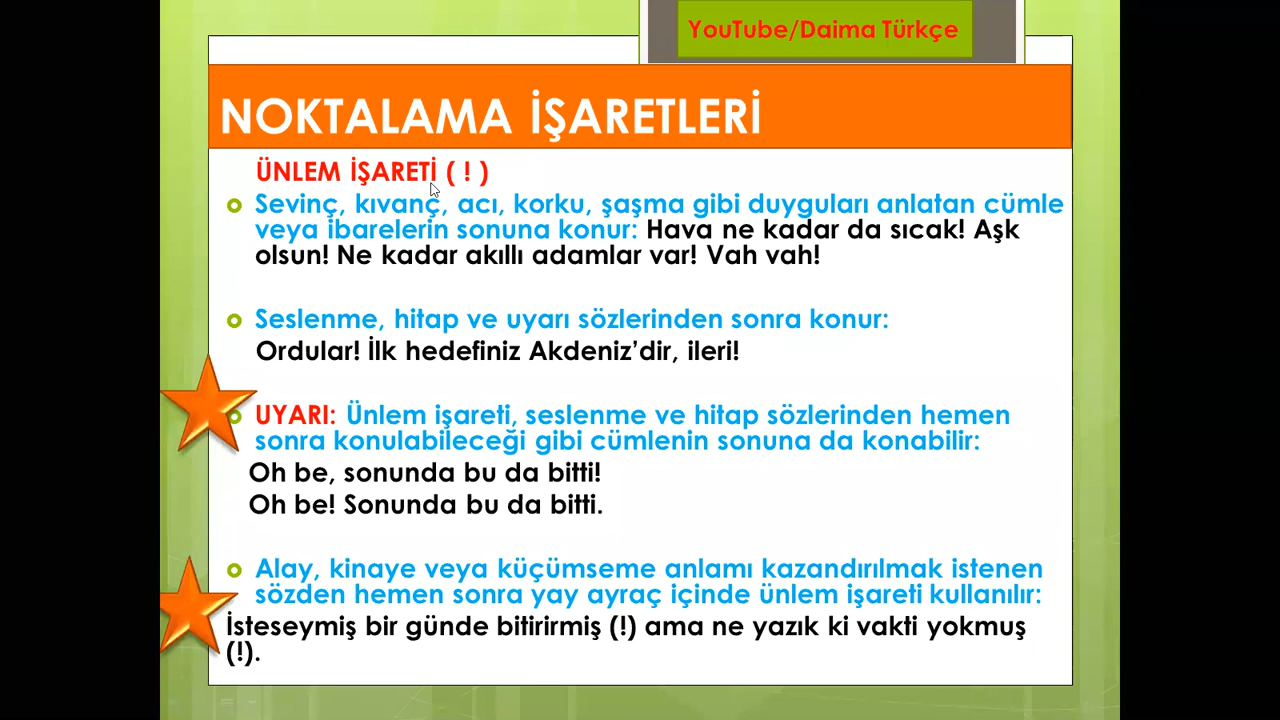 YouTube/Daima Türkçe
NOKTALAMA İŞARETLERİ
ÜNLEM İŞARETİ ( ! )
Sevinç, kıvanç, acı, korku, şaşma gibi duyguları anlatan cümle
veya ibarelerin sonuna konur: Hava ne kadar da sıcak! Aşk
olsun! Ne kadar akıllı adamlar var! Vah vah!
Seslenme, hitap ve uyarı sözlerinden sonra konur:
Ordular! İlk hedefiniz Akdeniz’dir, ileri!
UYARI: Ünlem işareti, seslenme ve hitap sözlerinden hemen
sonra konulabileceği gibi cümlenin sonuna da konabilir:
Oh be, sonunda bu da bitti!
Oh be! Sonunda bu da bitti.
Alay, kinaye veya küçümseme anlamı kazandırılmak istenen
sözden hemen sonra yay ayraç içinde ünlem işareti kullanılır:
İsteseymiş bir günde bitirirmiş (!) ama ne yazık ki vakti yokmuş
(!).